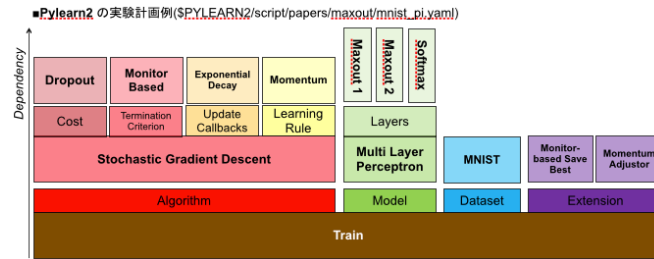 ■Pylearn2 の実験計画例($PYLEARN2/script/papers/maxout/mnist_pi.yaml)
Dependency
Dropout
Monitor
Based
Exponential
Decay
Momentum
Maxout 1
Maxout 2
Softmax
Cost
Termination
Criterion
Update
Callbacks
Learning
Rule
Layers
Stochastic Gradient Descent
Multi Layer
Perceptron
MNIST
Monitor-
based Save
Best
Momentum
Adjustor
Algorithm
Model
Dataset
Extension
Train